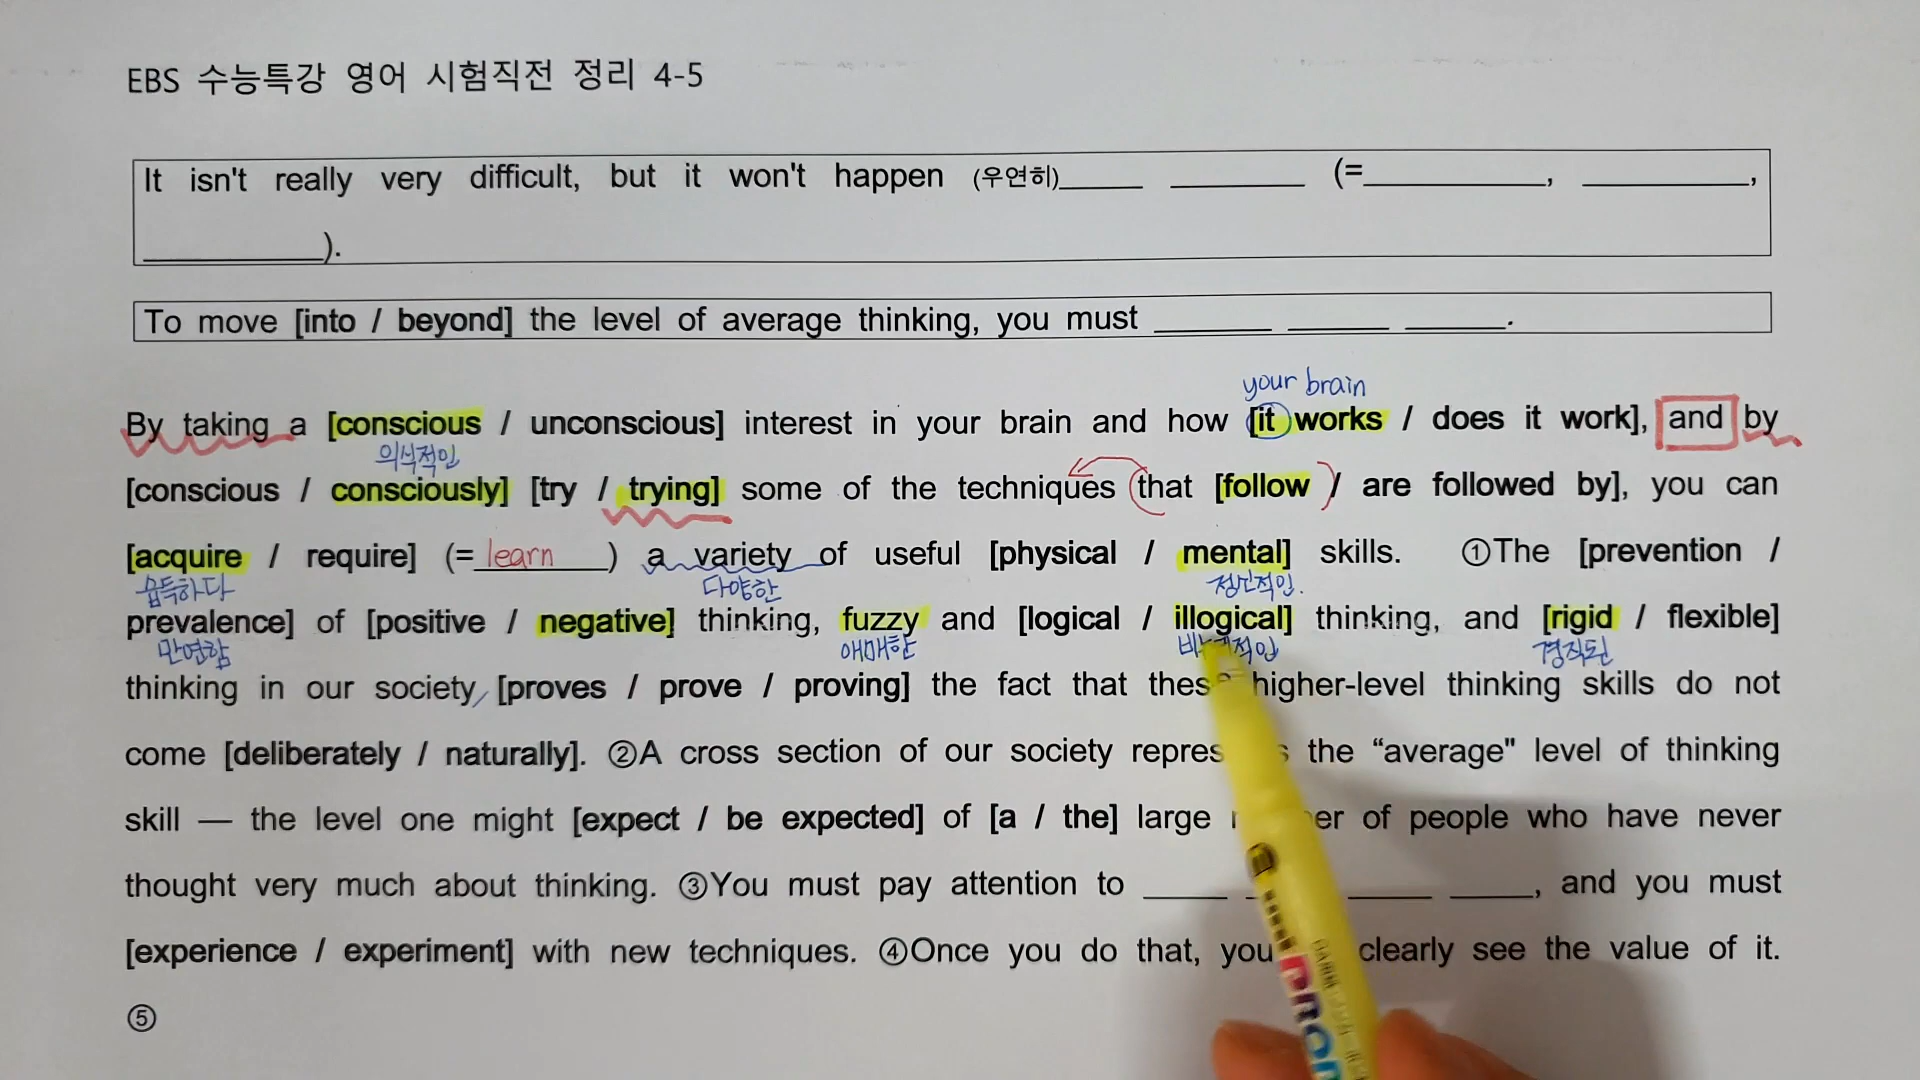 EBS 수능특강 영어 시험직전 정리 4-5
It isn't really very difficult, but it won't happen (우연히)_____ ________ (=___________, __________,
___________).
To move [into / beyond] the level of average thinking, you must _______ ______ ______.
your brain
By taking a [conscious / unconscious] interest in your brain and how [it works / does it work], and by
의식적인
[conscious / consciously] [try / trying] some of the techniques that [follow / are followed by], you can
[acquire / require] (= learn ) a variety of useful [physical / mental] skills. ①The [prevention /
습득하다 다양한 정신적인.
prevalence] of [positive / negative] thinking, fuzzy and [logical / illogical] thinking, and [rigid / flexible]
만연함 애매한 경직된
thinking in our society, [proves / prove / proving] the fact that these higher-level thinking skills do not
come [deliberately / naturally]. ②A cross section of our society the “average" level of thinking
skill — the level one might [expect / be expected] of [a / the] large of people who have never
thought very much about thinking. ③You must pay attention to _____ _____ _____, and you must
[experience / experiment] with new techniques. ④Once you do that, you clearly see the value of it.
⑤